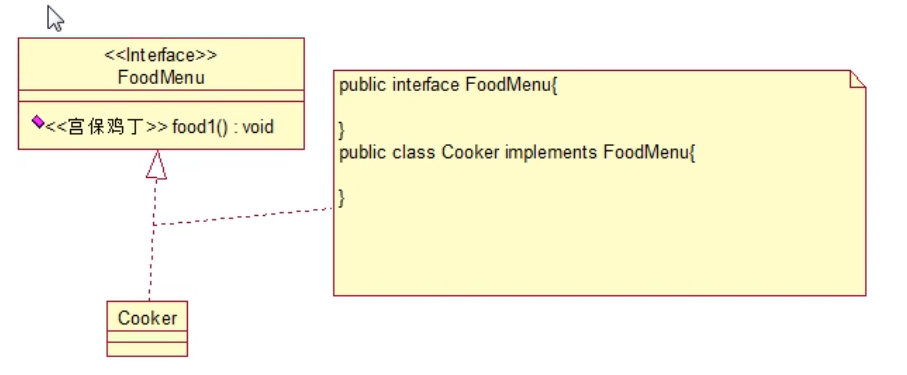 <<Interface>>
FoodMenu
<<宫保鸡丁>> food1() : void
public interface FoodMenu{
}
public class Cooker implements FoodMenu{
}
Cooker